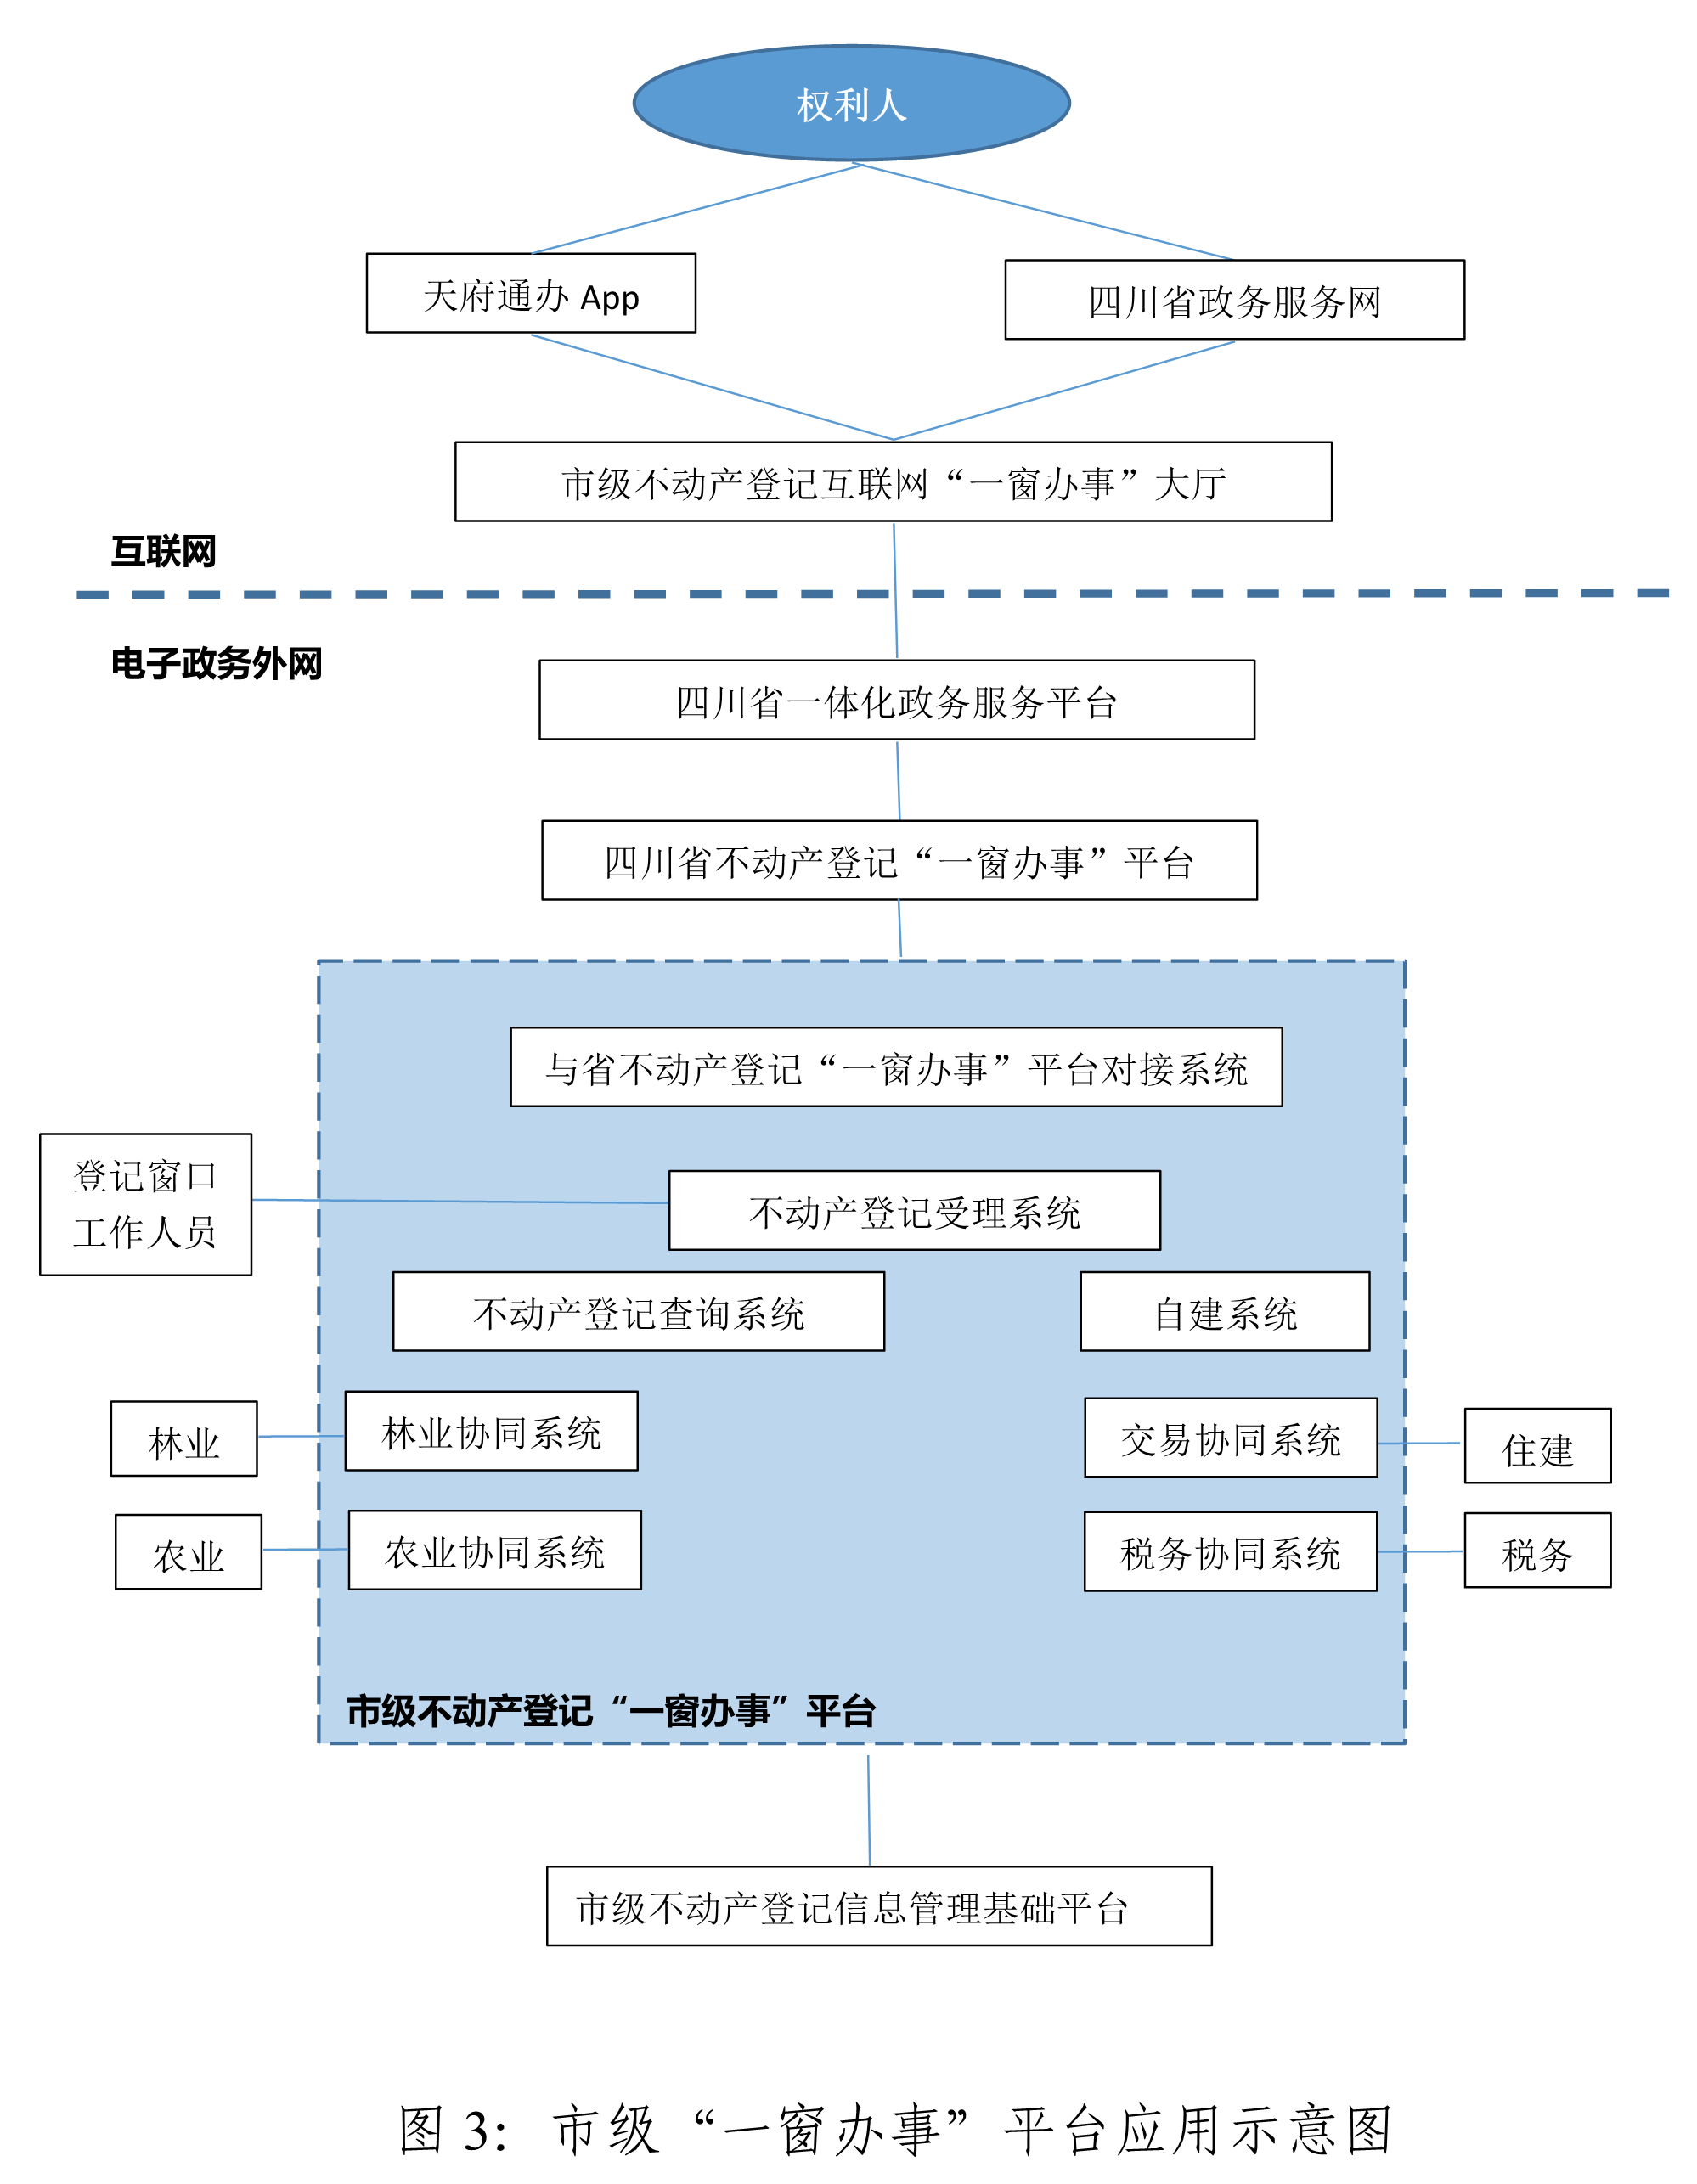 权利人
天府通办 App
四川省政务服务网
市级不动产登记互联网“一窗办事”大厅
互联网
电子政务外网
四川省一体化政务服务平台
四川省不动产登记“一窗办事”平台
与省不动产登记“一窗办事”平台对接系统
登记窗口
工作人员
不动产登记受理系统
不动产登记查询系统
自建系统
林业
林业协同系统
交易协同系统
住建
农业
农业协同系统
税务协同系统
税务
市级不动产登记“一窗办事”平台
市级不动产登记信息管理基础平台
图 3：市级“一窗办事”平台应用示意图